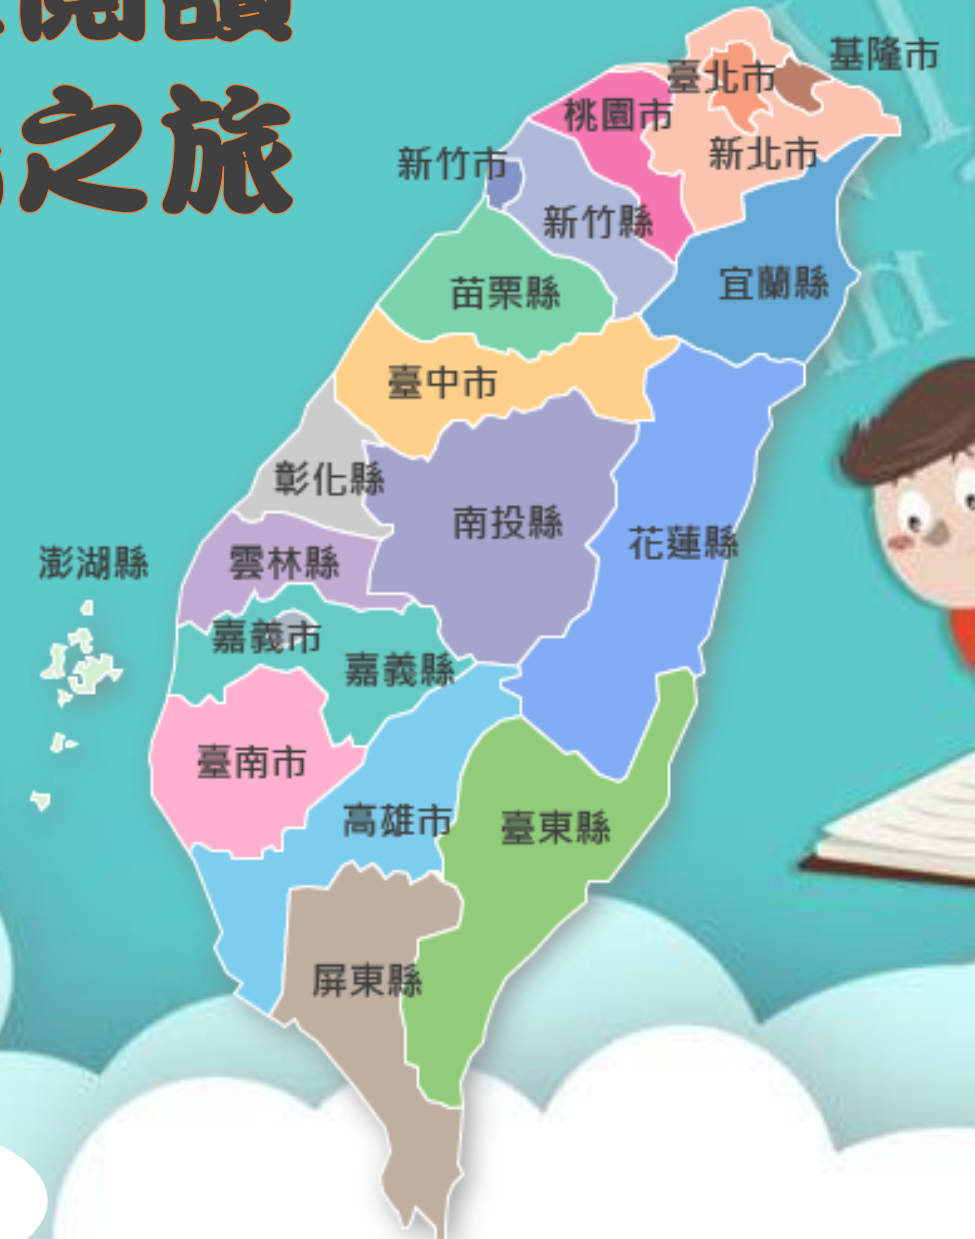 閱讀
之旅
基隆市
臺北市
桃園市
新北市
新竹市
新竹縣
宜蘭縣
苗栗縣
臺中市
彰化縣
南投縣
花蓮縣
雲林縣
澎湖縣
嘉義市
嘉義縣
臺南市
高雄市
臺東縣
屏東縣